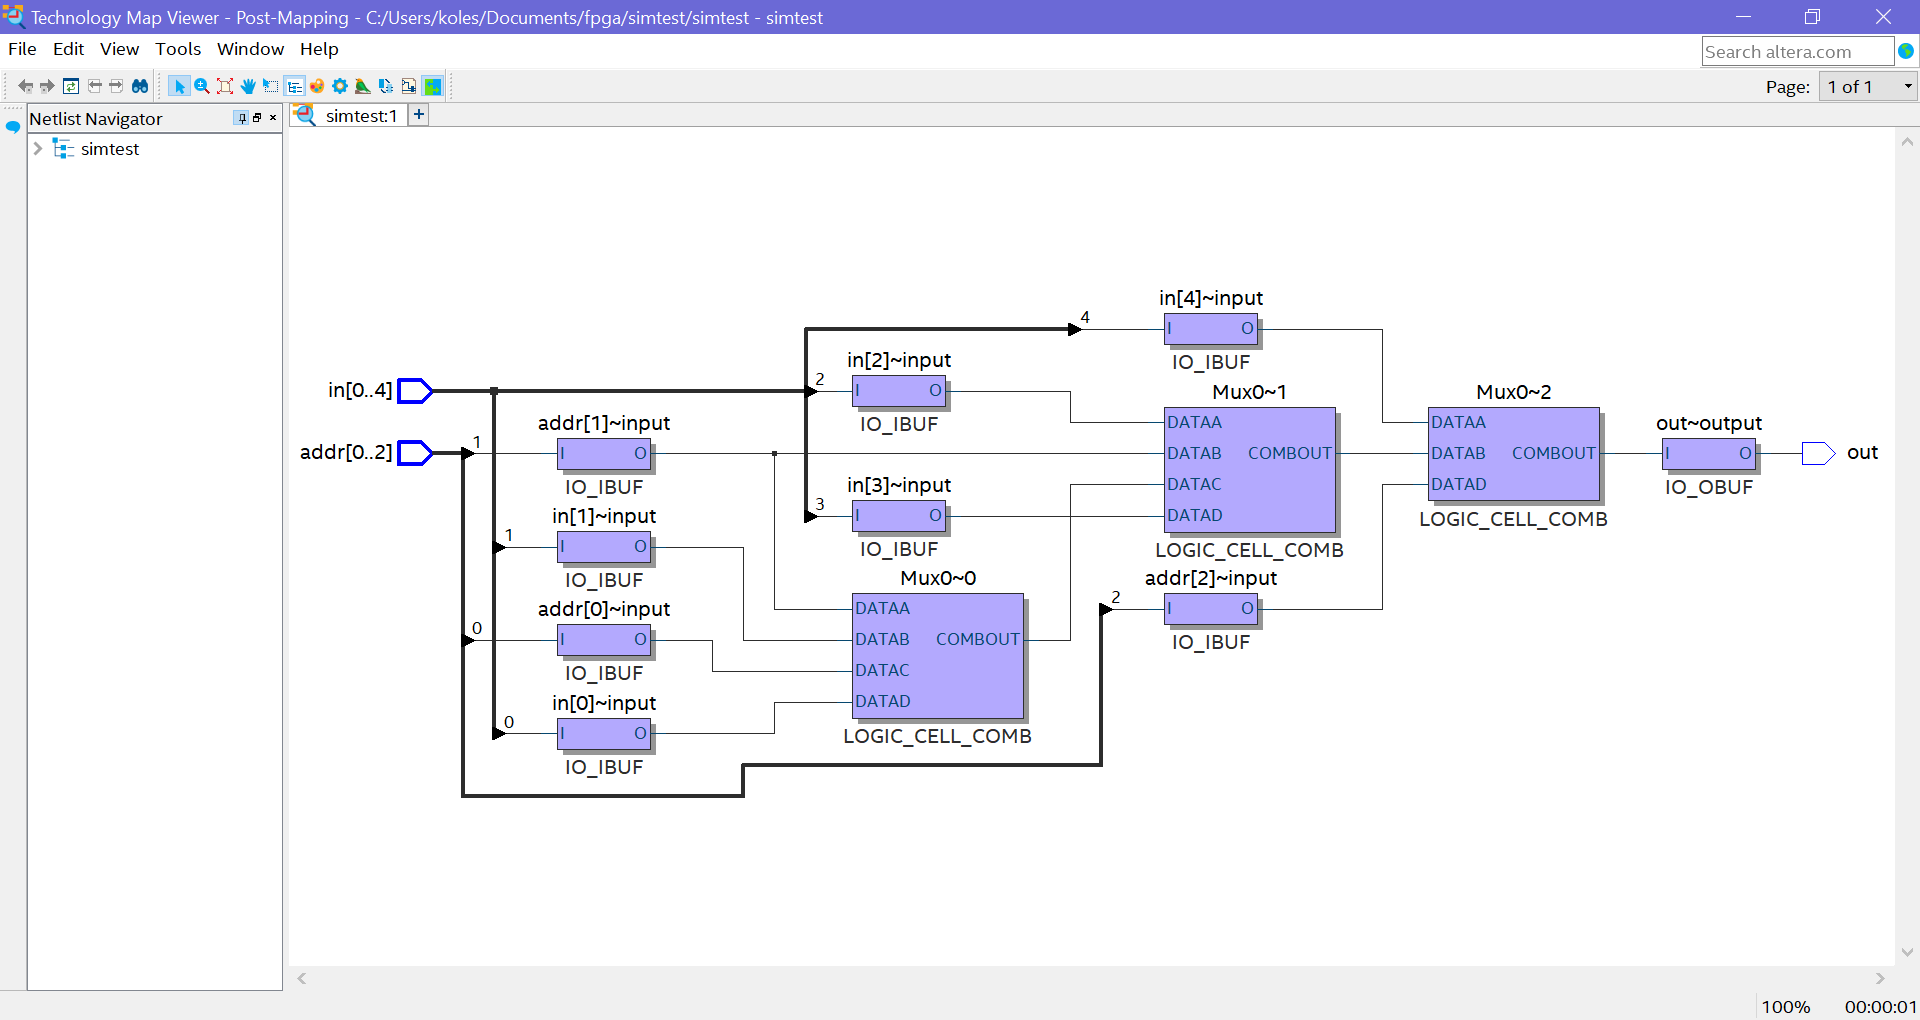 Technology Map Viewer - Post-Mapping - C:/Users/koles/Documents/fpga/simtest/simtest - simtest
File Edit View Tools Window Help
Search altera.com
Page: 1 of 1
Netlist Navigator
simtest:1
simtest
in[4]~input
4
I O
IO_IBUF
in[2]~input
2
I O
IO_IBUF
in[0..4]
addr[0..2]
addr[1]~input
1
I O
IO_IBUF
in[3]~input
3
I O
IO_IBUF
in[1]~input
1
I O
IO_IBUF
addr[0]~input
0
I O
IO_IBUF
in[0]~input
0
I O
IO_IBUF
Mux0~0
DATAA
DATAB COMBOUT
DATAC
DATAD
LOGIC_CELL_COMB
Mux0~1
DATAA
DATAB COMBOUT
DATAC
DATAD
LOGIC_CELL_COMB
addr[2]~input
2
I O
IO_IBUF
Mux0~2
DATAA
DATAB COMBOUT
DATAD
LOGIC_CELL_COMB
out~output
I O
IO_OBUF
out
100% 00:00:01